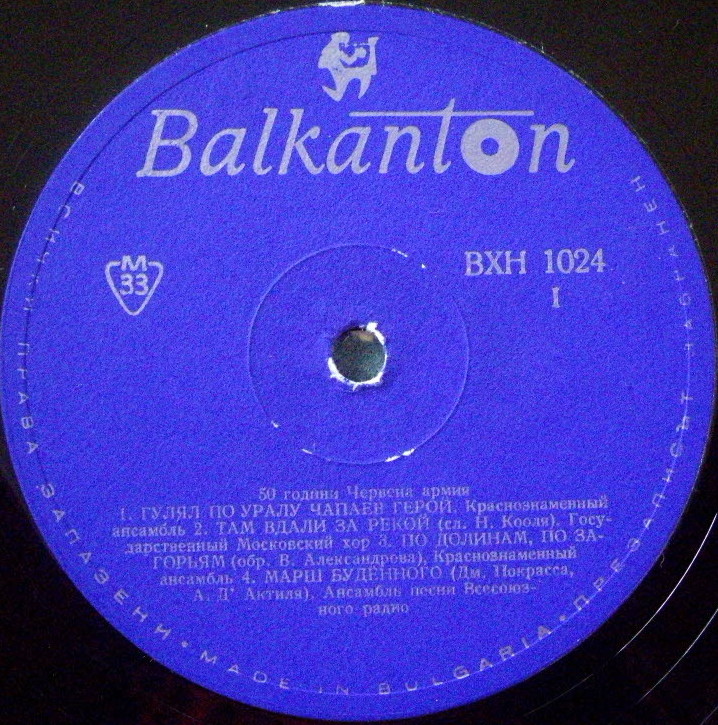 Balkanton
M
33
ВХН 1024
I
50 години Червена армия
1. ГУЛЯЛ ПО УРАЛУ ЧАПАЕВ ГЕРОЙ. Краснознаменный
ансамбль 2. ТАМ ВДАЛИ ЗА РЕКОЙ (сл. Н. Кооля). Госу-
дарственный Московский хор 3. ПО ДОЛИНАМ, ПО ЗА-
ГОРЬЯМ (обр. В. Александрова), Краснознаменный
ансамбль 4. МАРШ БУДЕННОГО (Дм. Покрасса,
А. Д' Актиля), Ансамбль песни Всесоюз-
ного радио
ВСИЧКИ ПРАВА ЗАПАЗЕНИ • MADE IN BULGARIA • ПРЕЗАПИСЪТ ЗАБРАНЕН